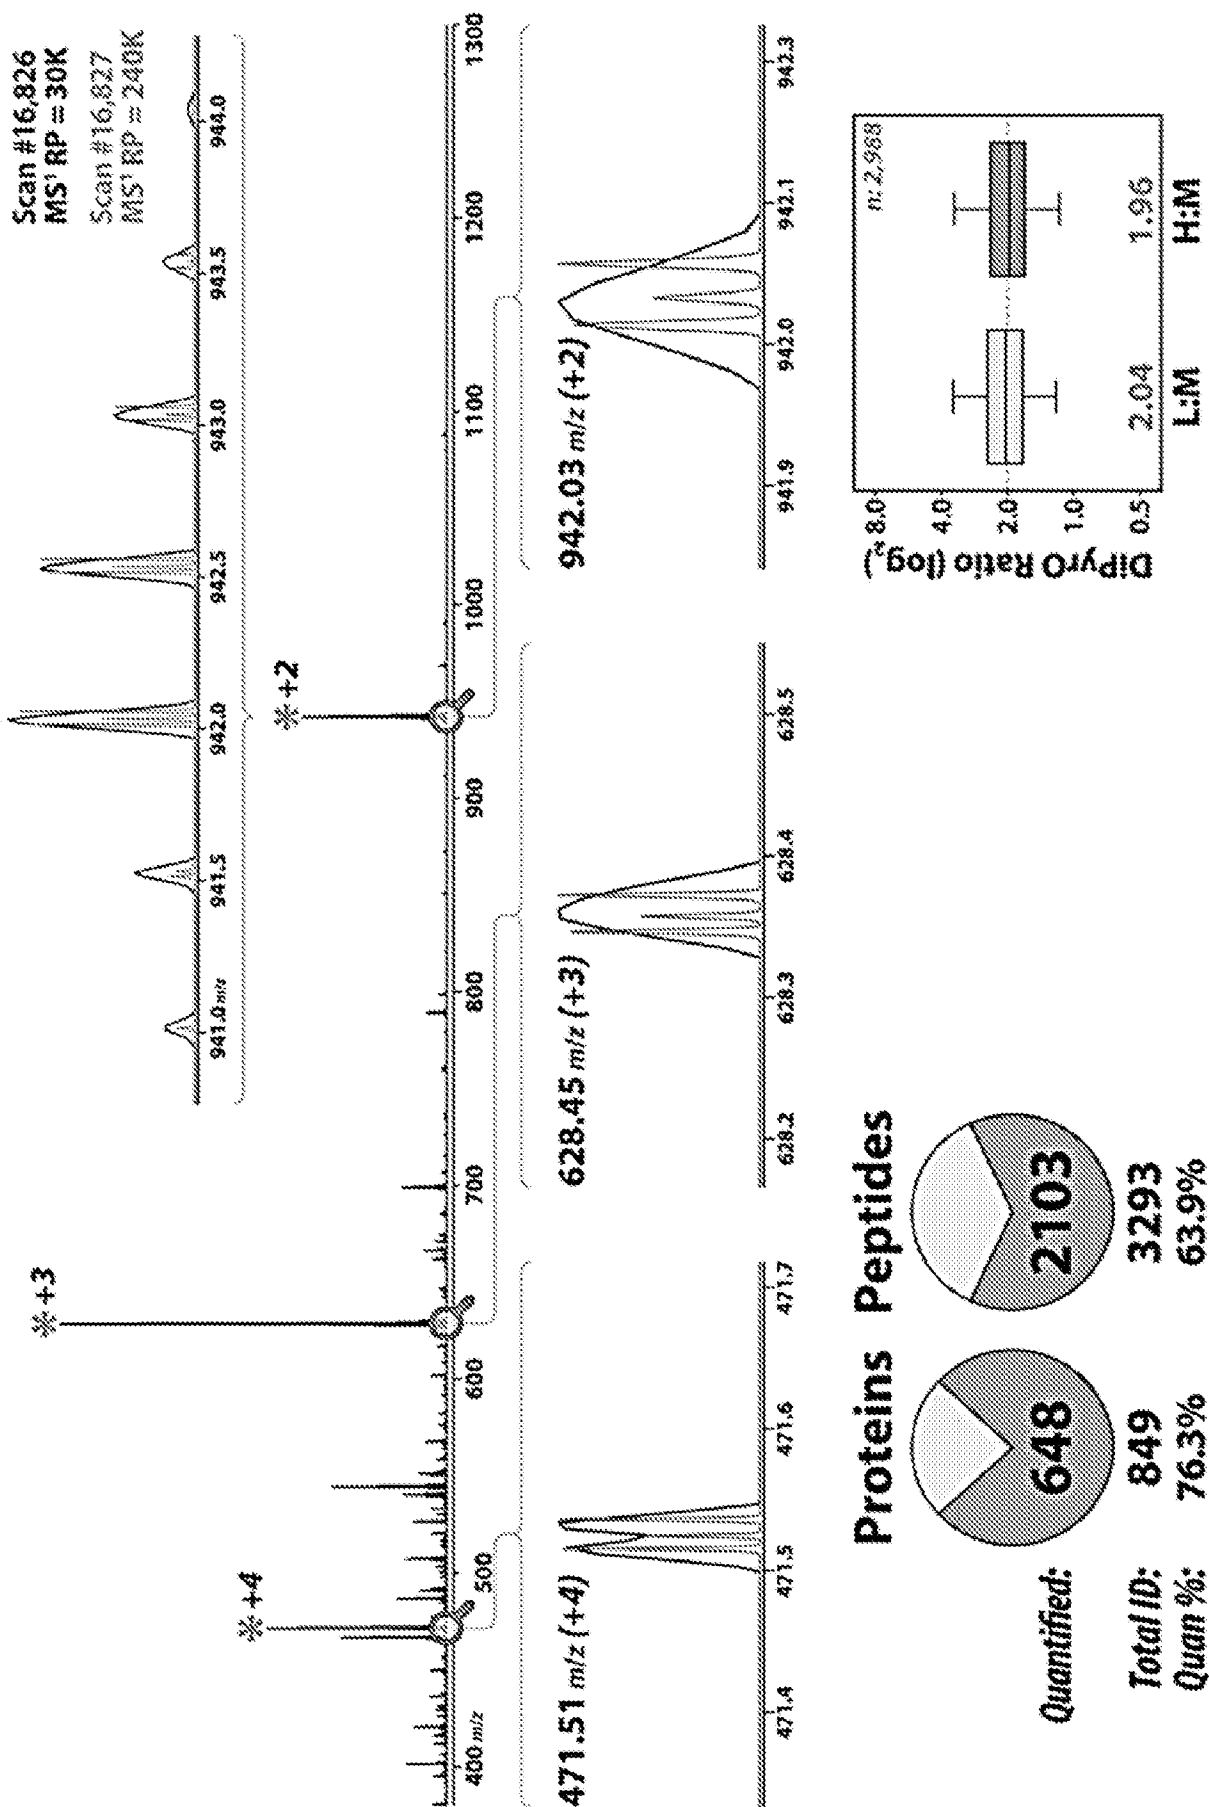 Scan #16,826
MS¹ RP = 30K
Scan #16,827
MS¹ RP = 240K
941.0 m/z 941.5 942.0 942.5 943.0 943.5 944.0
※+4
※+3
※+2
400 m/z 500 600 700 800 900 1000 1100 1200 1300
471.51 m/z (+4)
471.4 471.5 471.6 471.7
628.45 m/z (+3)
628.2 628.3 628.4 628.5
942.03 m/z (+2)
941.9 942.0 942.1 942.3
Proteins Peptides
Quantified: 648 2103
Total ID: 849 3293
Quan %: 76.3% 63.9%
DiPyrO Ratio (log₂)
8.0
4.0
2.0
1.0
0.5
n: 2,988
2.04 1.96
L:M H:M